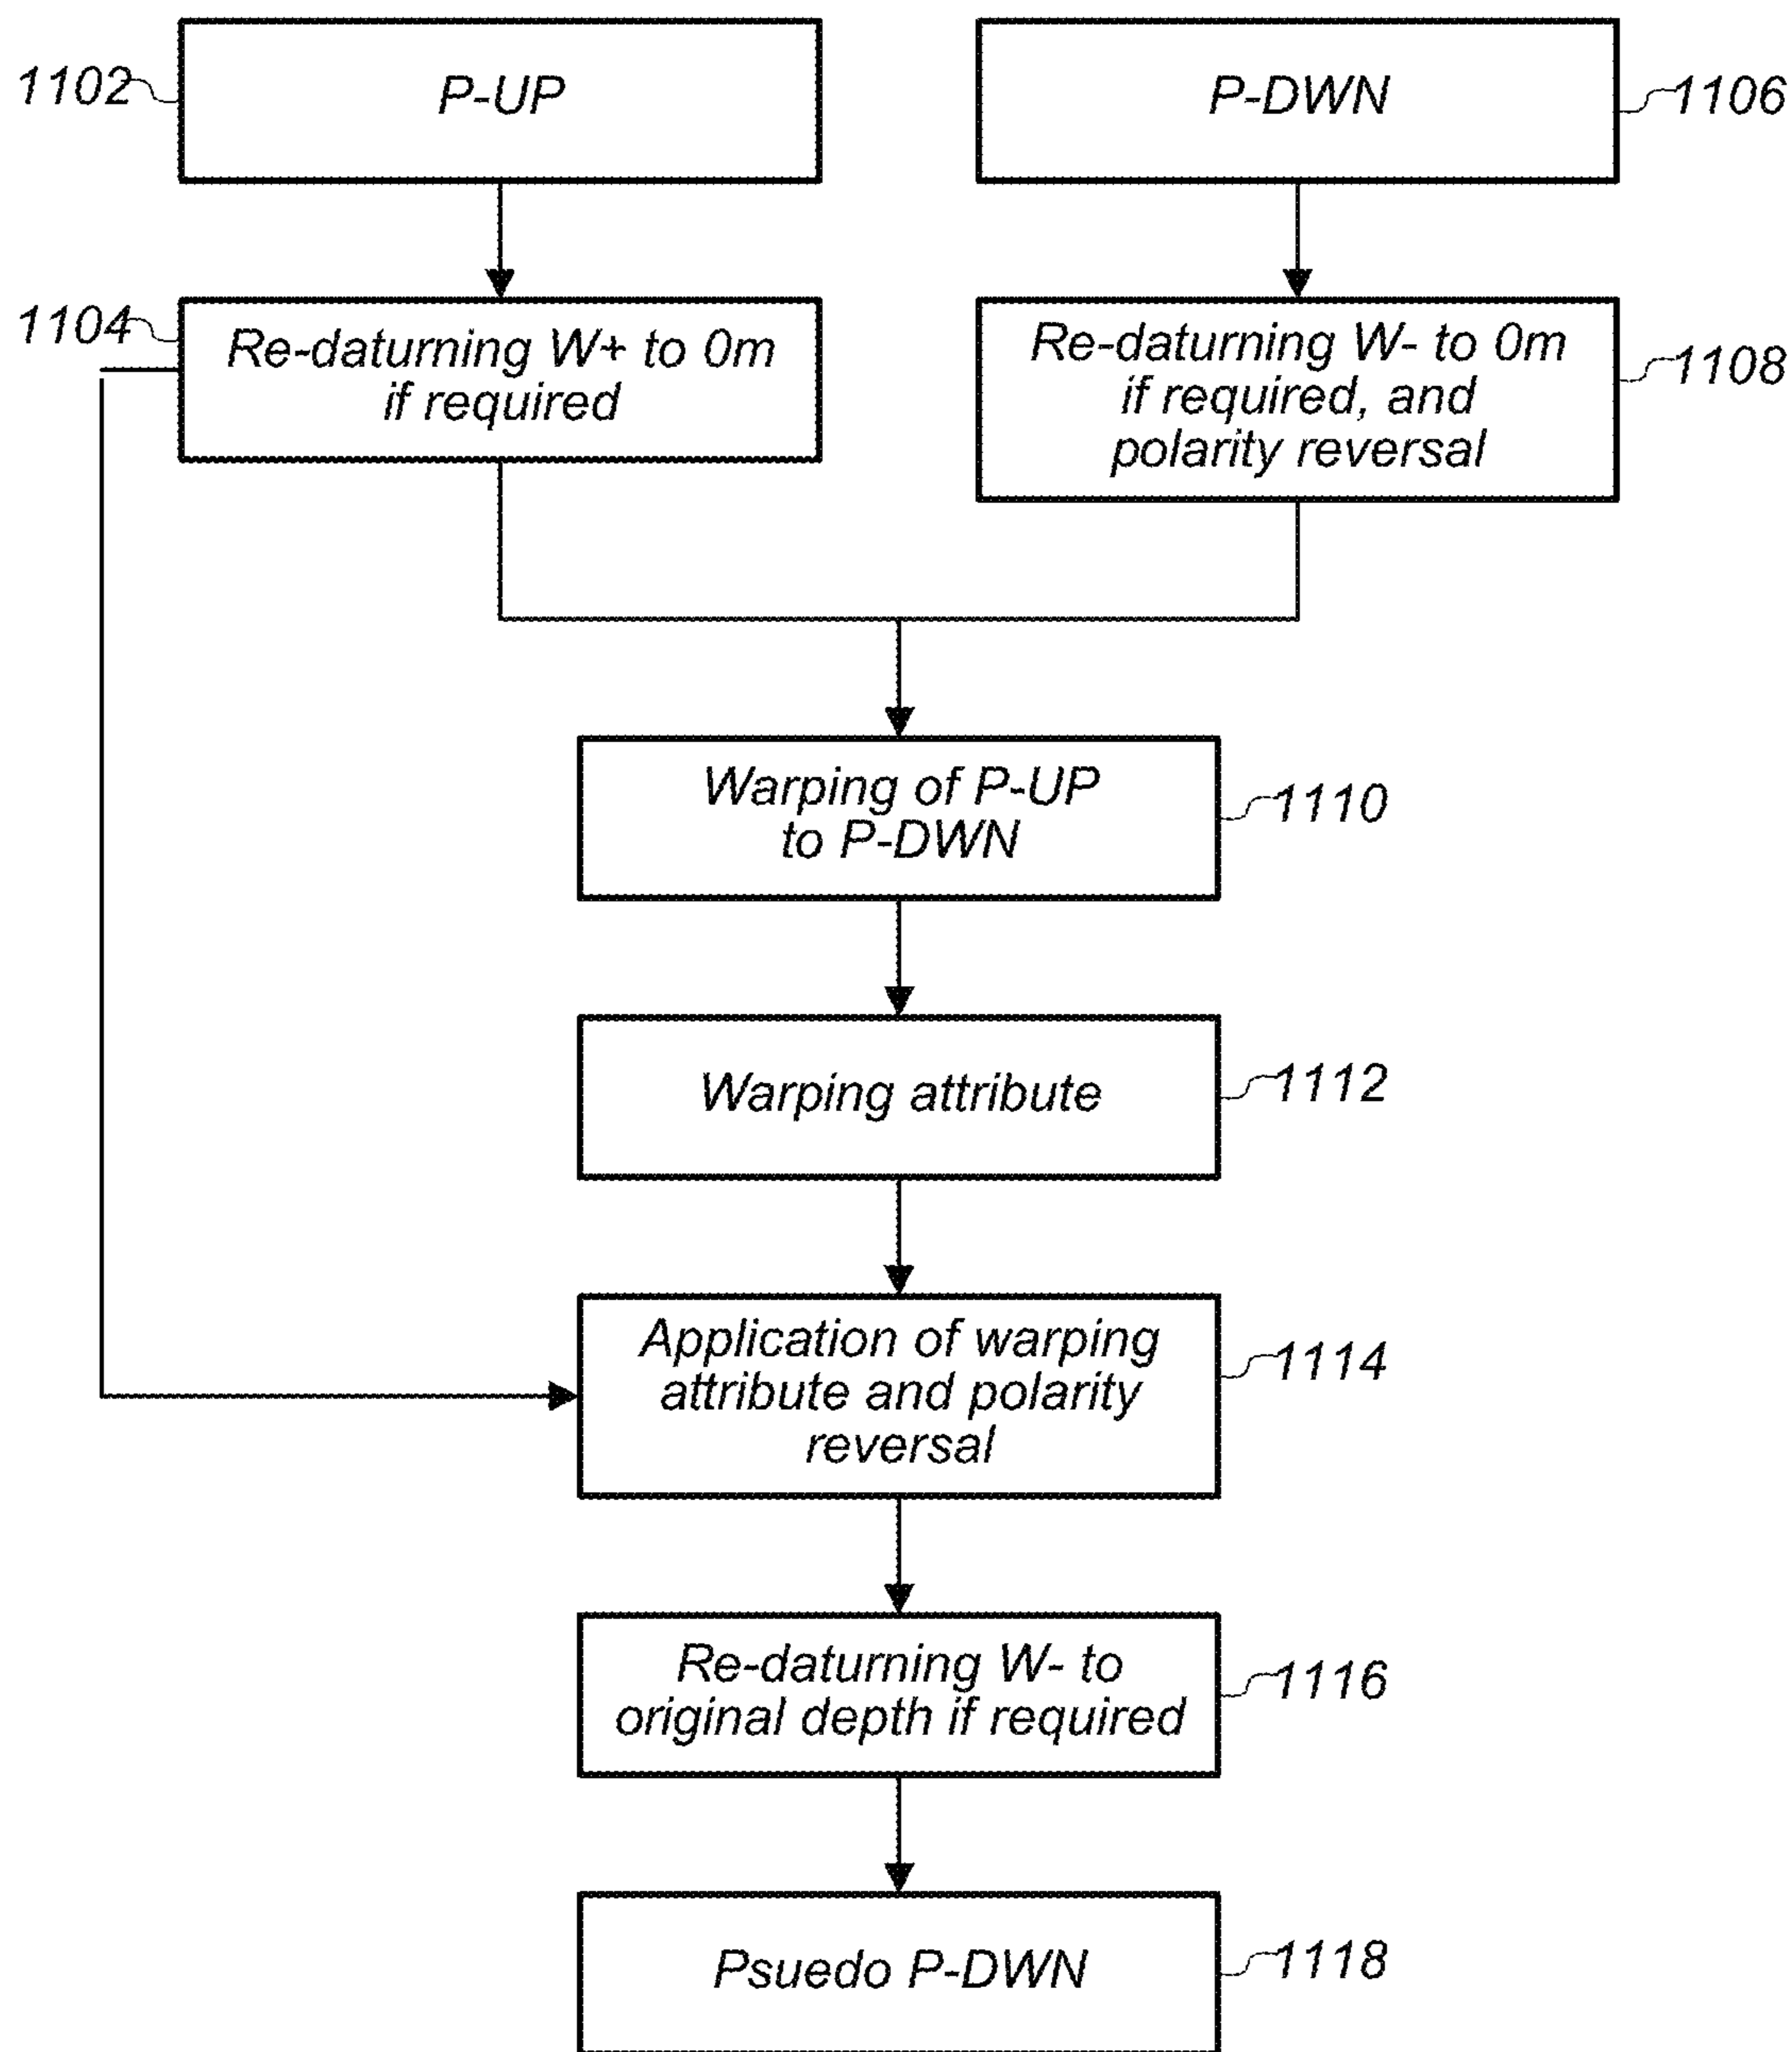 1102
P-UP
P-DWN
1106
1104
Re-daturning W+ to 0m
if required
Re-daturning W- to 0m
if required, and
polarity reversal
1108
Warping of P-UP
to P-DWN
1110
Warping attribute
1112
Application of warping
attribute and polarity
reversal
1114
Re-daturning W- to
original depth if required
1116
Psuedo P-DWN
1118